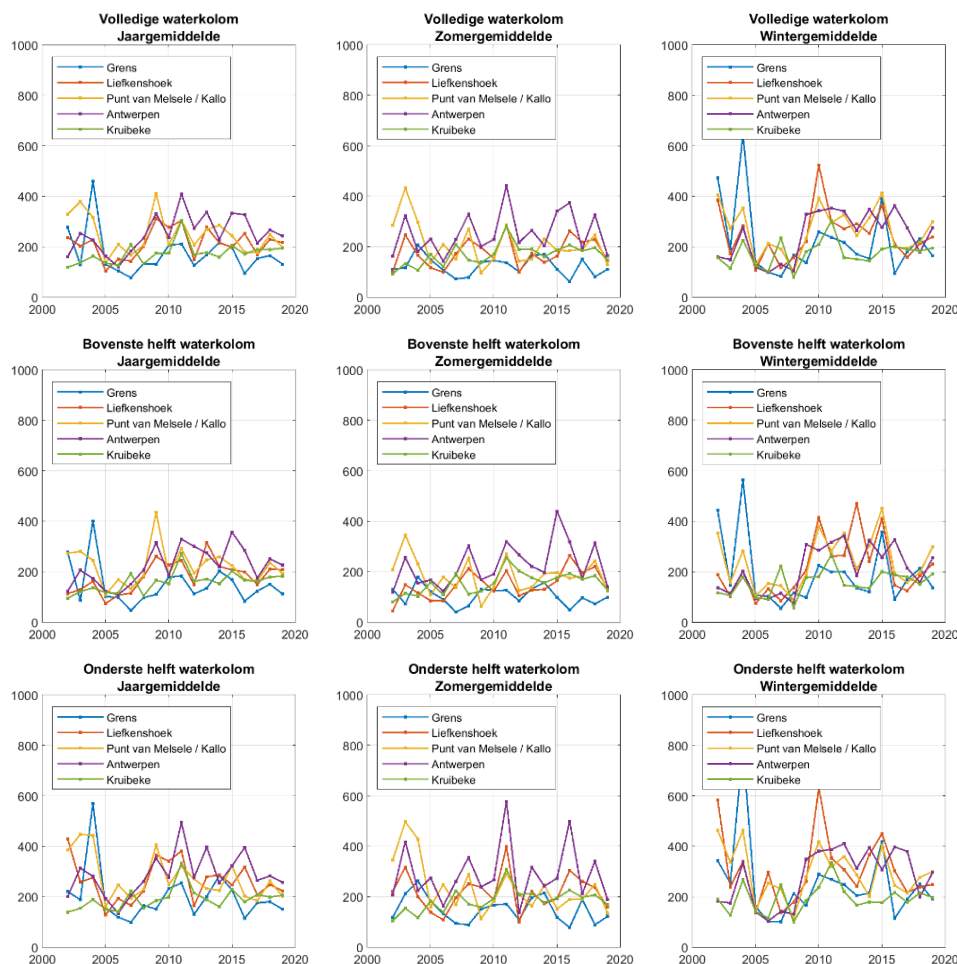 Volledige waterkolom
Jaargemiddelde
1000
800
600
400
200
0
2000
2005
2010
2015
2020
Grens
Liefkenshoek
Punt van Melsele / Kallo
Antwerpen
Kruibeke
Volledige waterkolom
Zomergemiddelde
1000
800
600
400
200
0
2000
2005
2010
2015
2020
Grens
Liefkenshoek
Punt van Melsele / Kallo
Antwerpen
Kruibeke
Volledige waterkolom
Wintergemiddelde
1000
800
600
400
200
0
2000
2005
2010
2015
2020
Grens
Liefkenshoek
Punt van Melsele / Kallo
Antwerpen
Kruibeke
Bovenste helft waterkolom
Jaargemiddelde
1000
800
600
400
200
0
2000
2005
2010
2015
2020
Grens
Liefkenshoek
Punt van Melsele / Kallo
Antwerpen
Kruibeke
Bovenste helft waterkolom
Zomergemiddelde
1000
800
600
400
200
0
2000
2005
2010
2015
2020
Grens
Liefkenshoek
Punt van Melsele / Kallo
Antwerpen
Kruibeke
Bovenste helft waterkolom
Wintergemiddelde
1000
800
600
400
200
0
2000
2005
2010
2015
2020
Grens
Liefkenshoek
Punt van Melsele / Kallo
Antwerpen
Kruibeke
Onderste helft waterkolom
Jaargemiddelde
1000
800
600
400
200
0
2000
2005
2010
2015
2020
Grens
Liefkenshoek
Punt van Melsele / Kallo
Antwerpen
Kruibeke
Onderste helft waterkolom
Zomergemiddelde
1000
800
600
400
200
0
2000
2005
2010
2015
2020
Grens
Liefkenshoek
Punt van Melsele / Kallo
Antwerpen
Kruibeke
Onderste helft waterkolom
Wintergemiddelde
1000
800
600
400
200
0
2000
2005
2010
2015
2020
Grens
Liefkenshoek
Punt van Melsele / Kallo
Antwerpen
Kruibeke